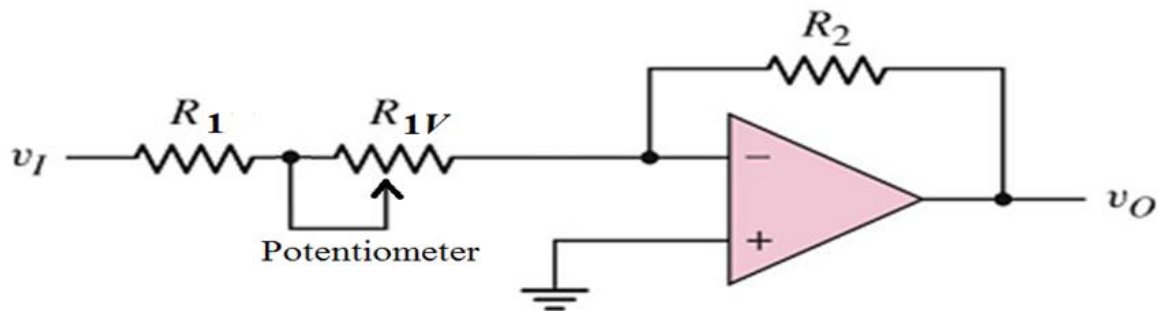 R2
R1 R1V
vI
− vO
+
Potentiometer